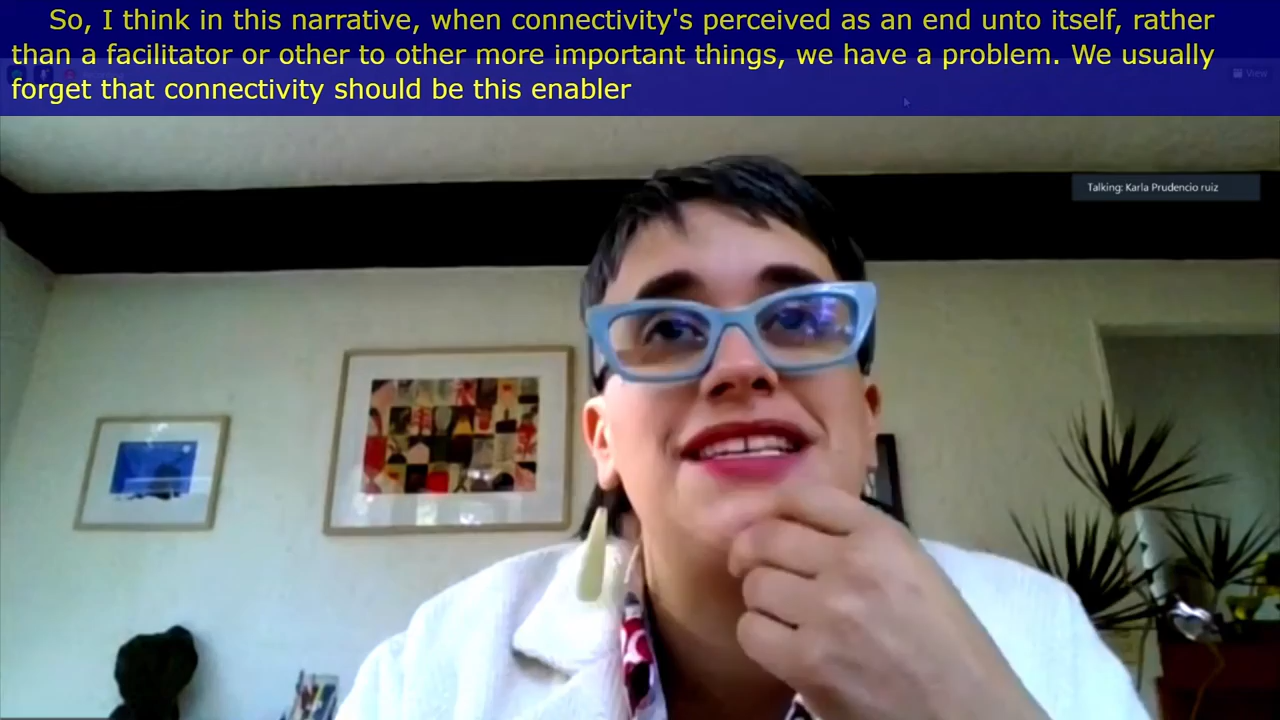 So, I think in this narrative, when connectivity's perceived as an end unto itself, rather
than a facilitator or other to other more important things, we have a problem. We usually
forget that connectivity should be this enabler
View
Talking: Karla Prudencio ruiz